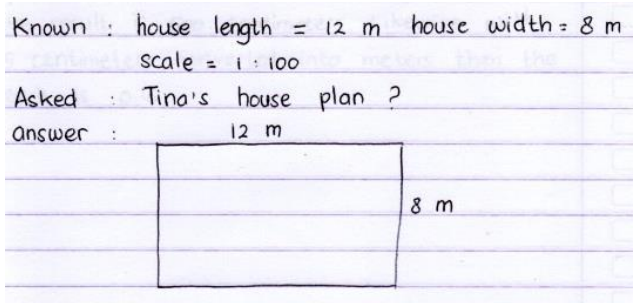 Known : house length = 12 m house width = 8 m
scale = 1 : 100
Asked : Tina's house plan ?
answer :
12 m
8 m